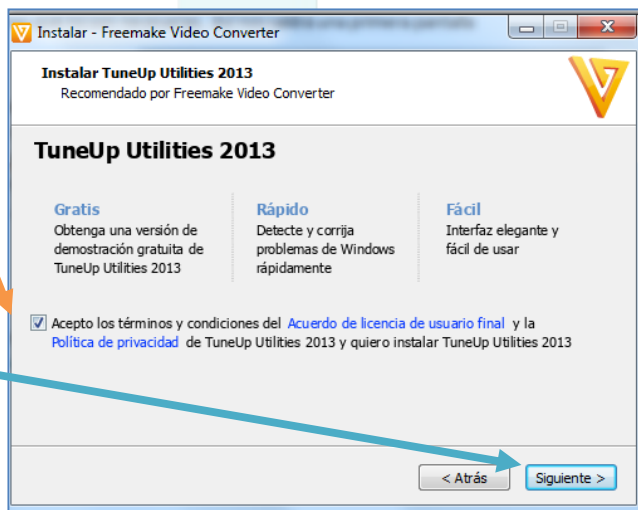 Instalar - Freemake Video Converter
Instalar TuneUp Utilities 2013
Recomendado por Freemake Video Converter
TuneUp Utilities 2013
Gratis
Obtenga una versión de
demostración gratuita de
TuneUp Utilities 2013
Rápido
Detecte y corrija
problemas de Windows
rápidamente
Fácil
Interfaz elegante y
fácil de usar
Acepto los términos y condiciones del Acuerdo de licencia de usuario final y la
Política de privacidad de TuneUp Utilities 2013 y quiero instalar TuneUp Utilities 2013
< Atrás
Siguiente >